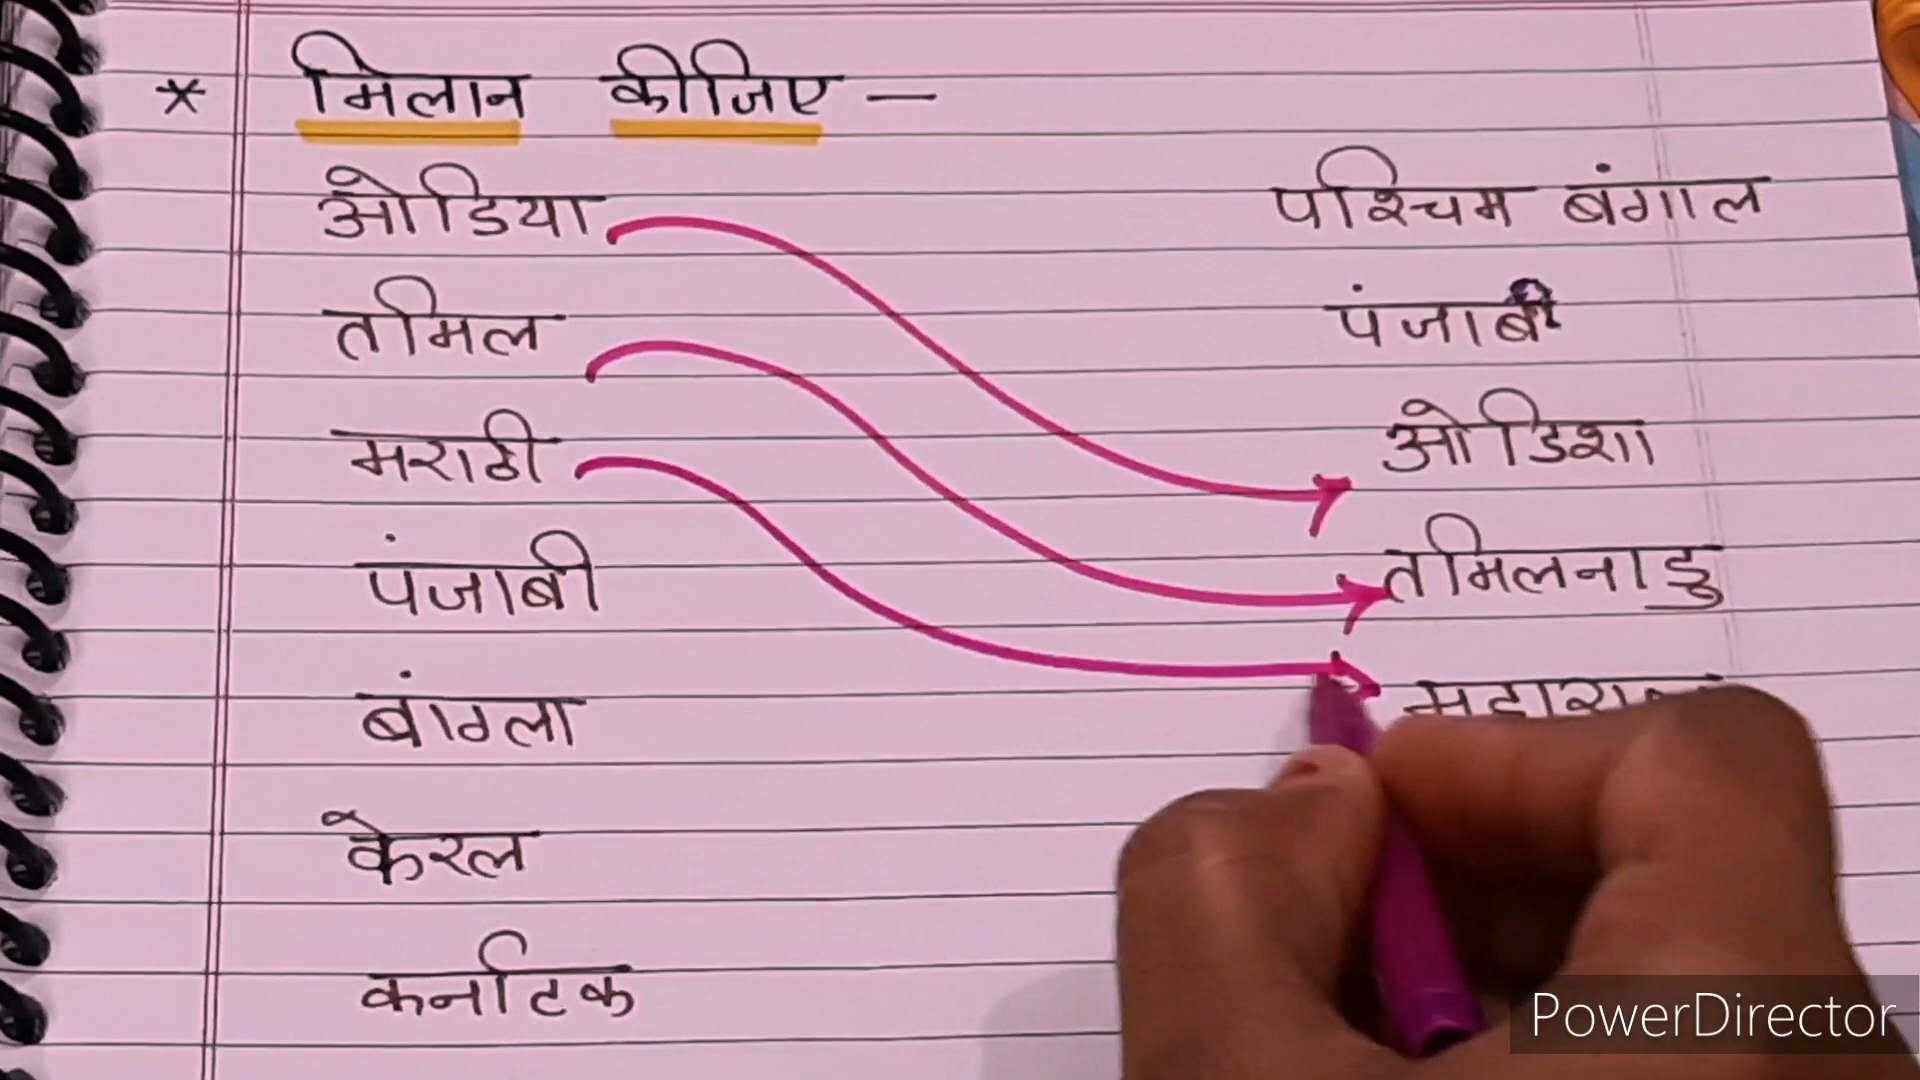 * मिलान कीजिए —
ओडिया पश्चिम बंगाल
तमिल पंजाबी
मराठी ओडिशा
पंजाबी तमिलनाडु
बांग्ला
केरल
कर्नाटक
PowerDirector